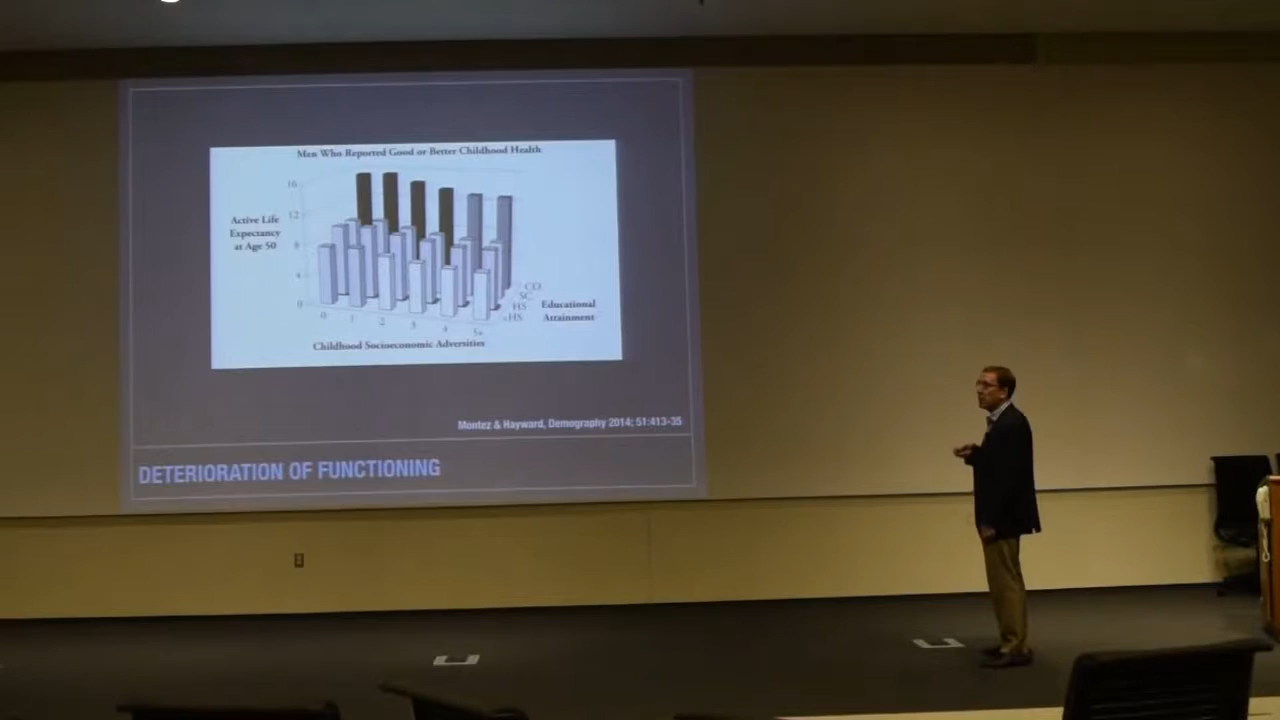 Men Who Reported Good or Better Childhood Health
16
12
8
4
0
Active Life
Expectancy
at Age 50
0
1
2
3
4
5+
CO
SC
HS
<HS
Educational
Attainment
Childhood Socioeconomic Adversities
Montez & Hayward, Demography 2014; 51:413-35
DETERIORATION OF FUNCTIONING